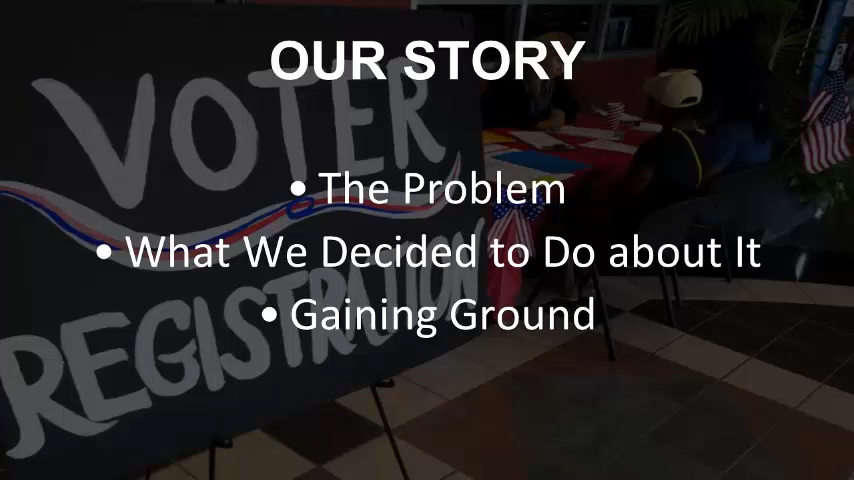 OUR STORY
• The Problem
• What We Decided to Do about It
• Gaining Ground
VOTER
REGISTRATION